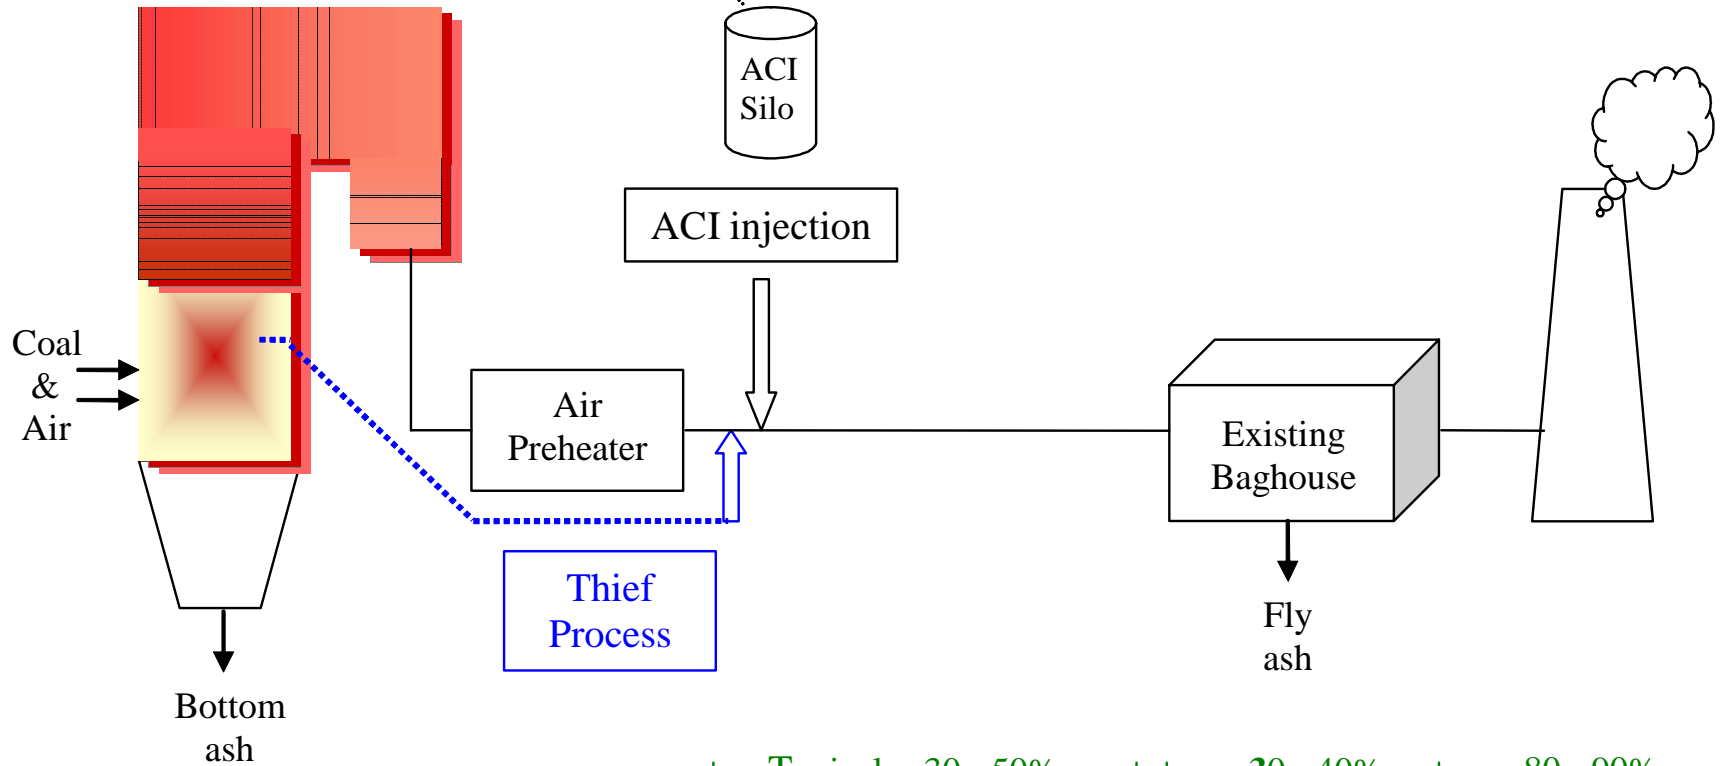 ACI
Silo
ACI injection
Coal
&
Air
Air
Preheater
Existing
Baghouse
Thief
Process
Fly
ash
Bottom
ash